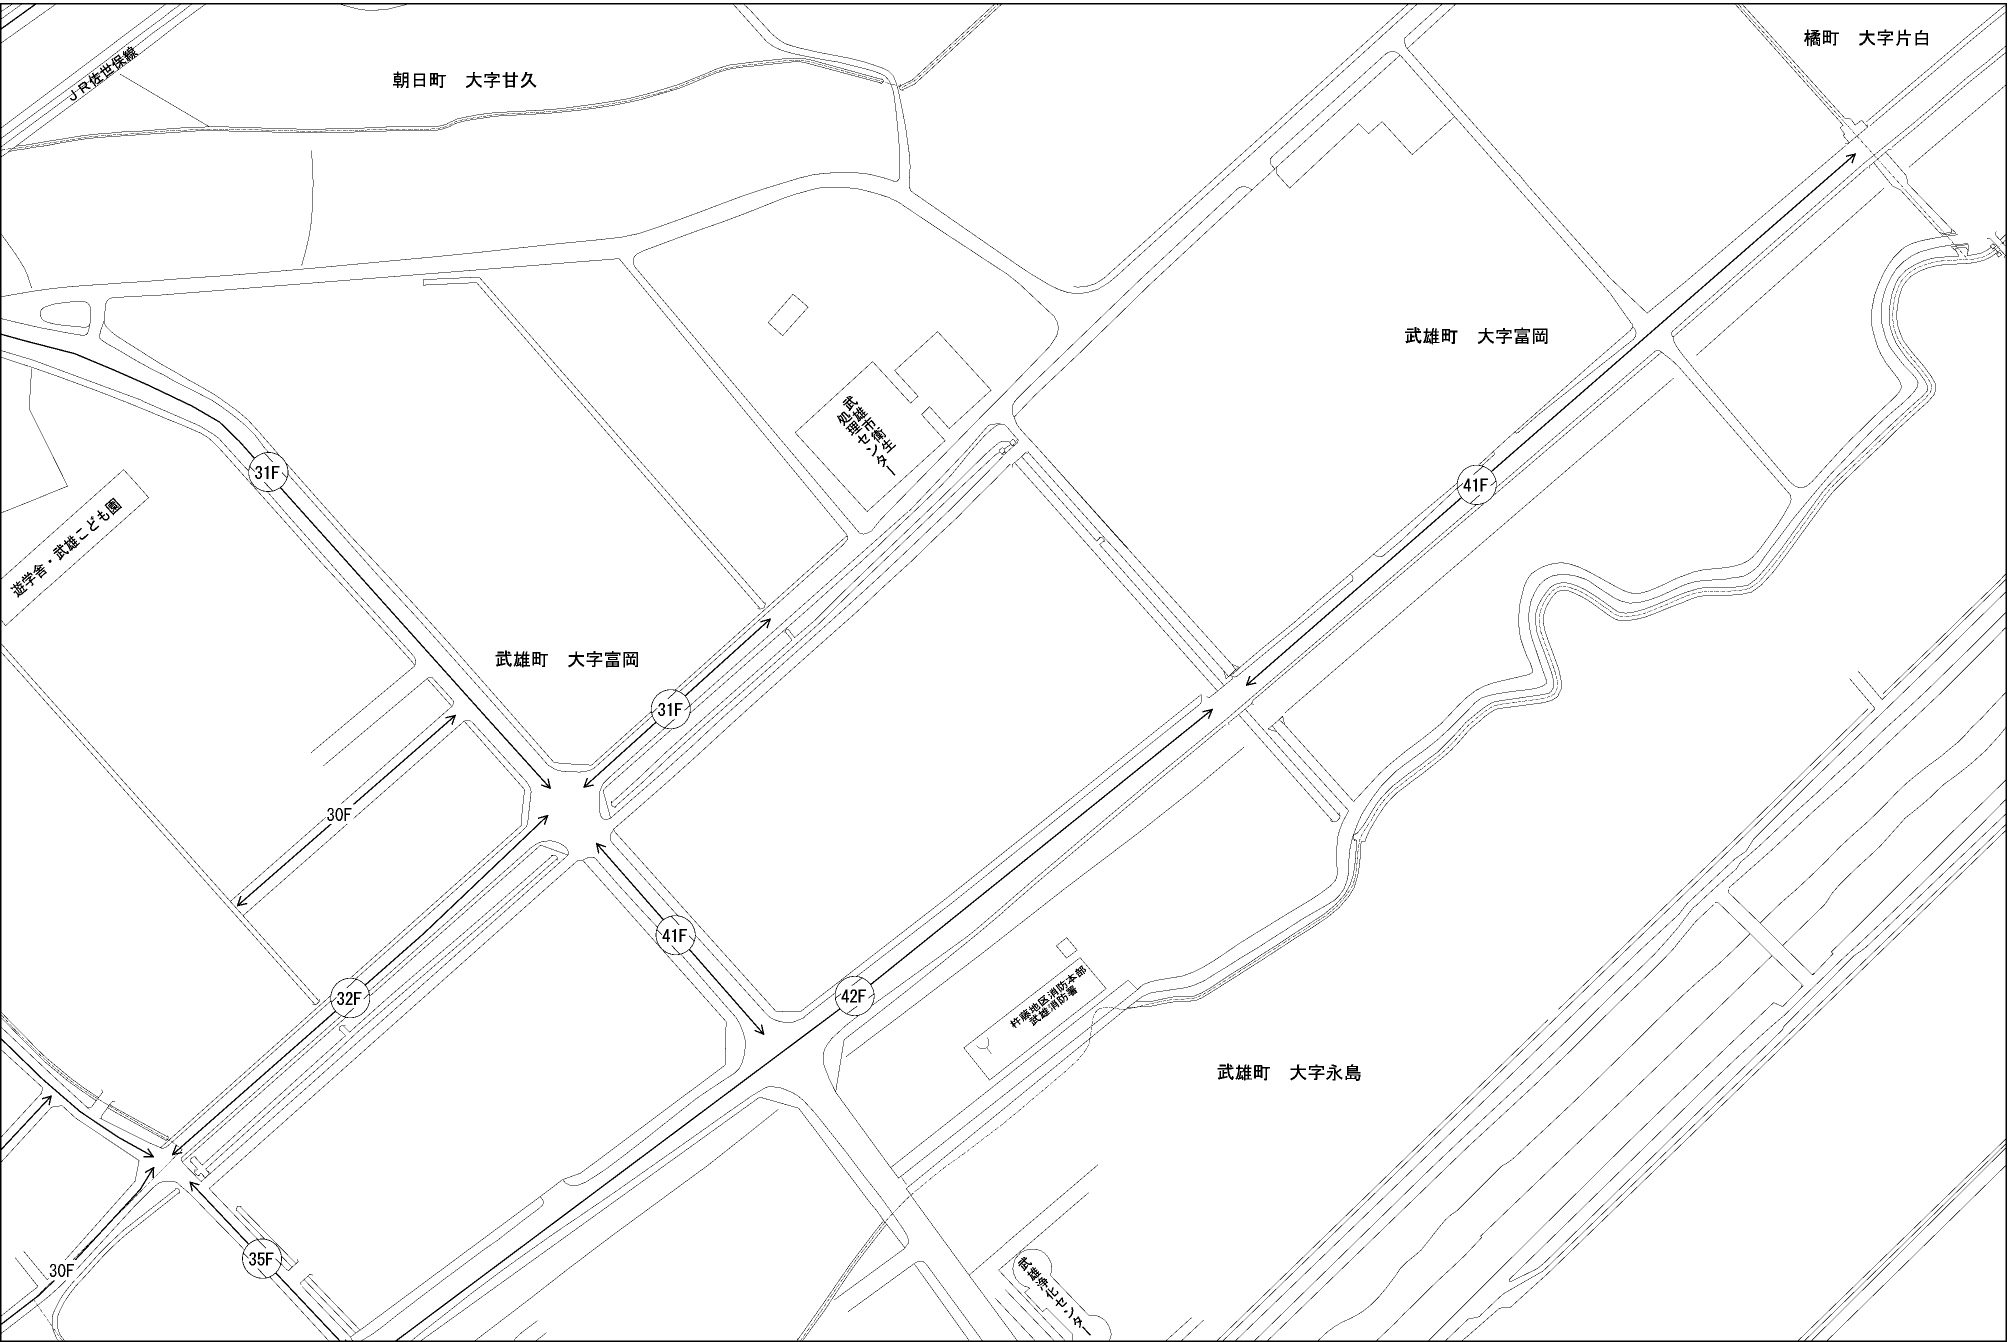 橘町　大字片白
JR佐世保線
朝日町　大字甘久
武雄町　大字富岡
武雄市衛生
処理センター
31F
41F
遊学舎・武雄こども園
武雄町　大字富岡
31F
30F
41F
32F
42F
杵藤地区消防本部
武雄消防署
武雄町　大字永島
35F
30F
武雄浄化センター